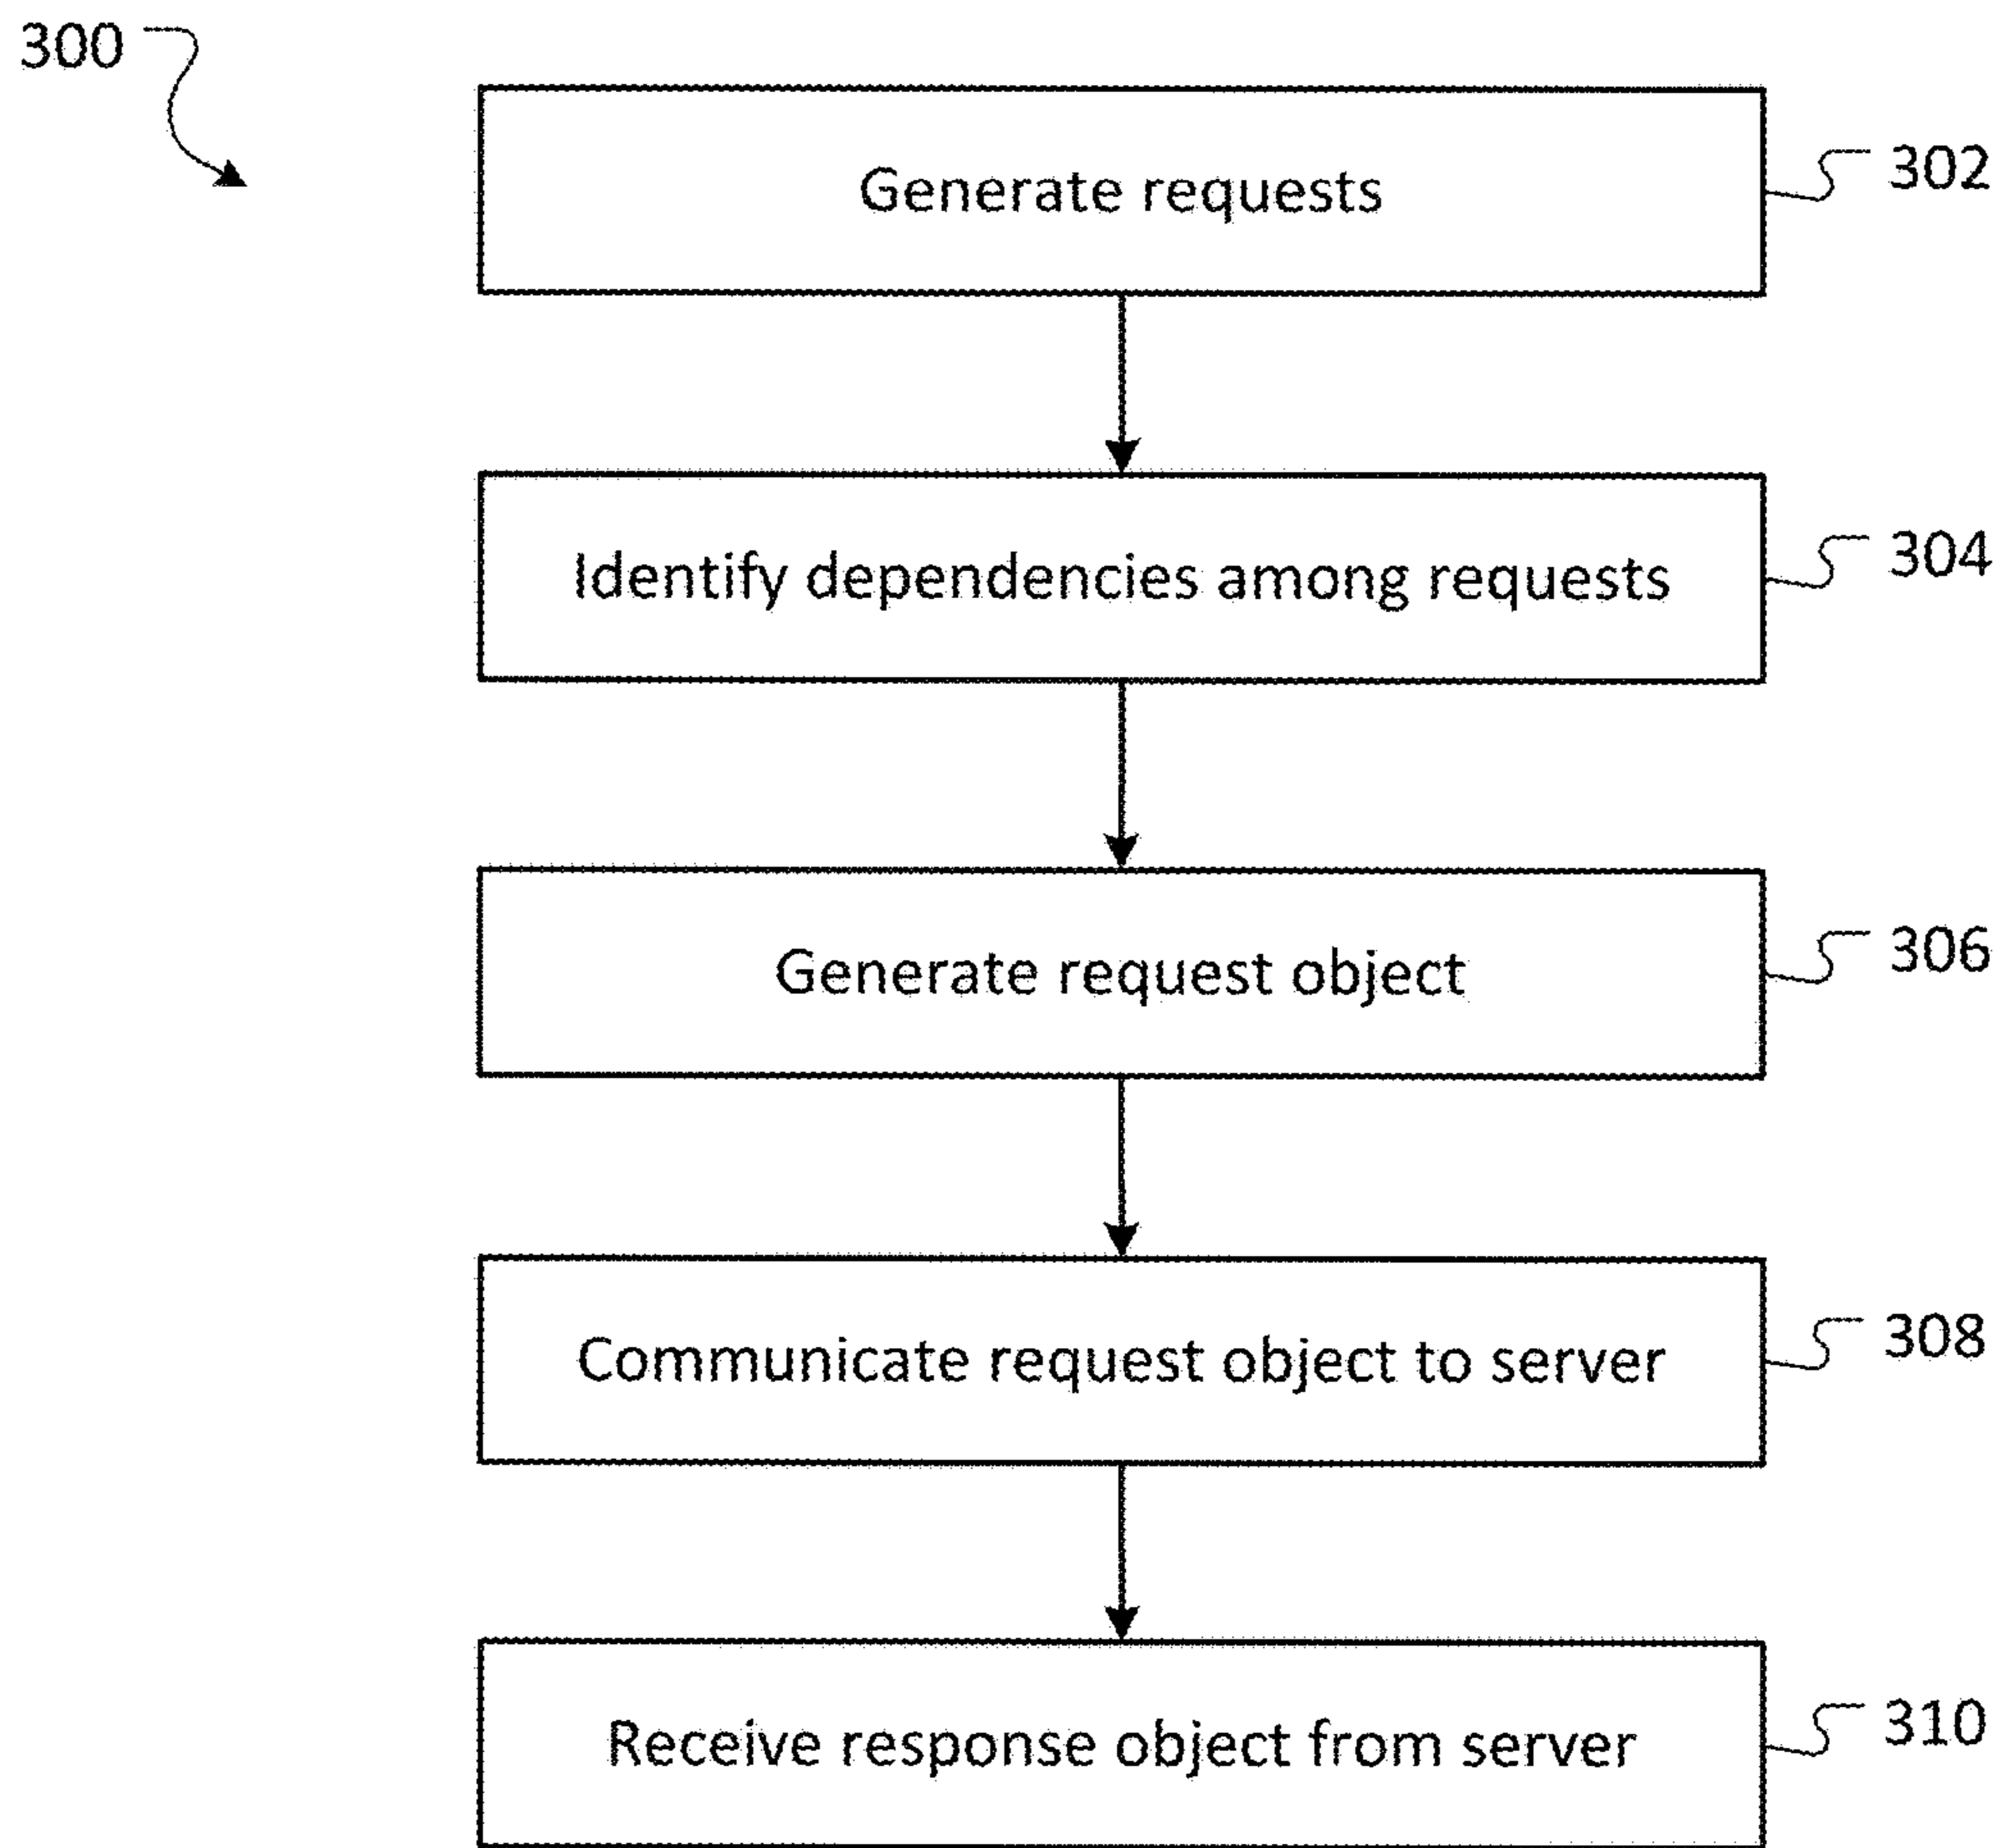 300
Generate requests
302
Identify dependencies among requests
304
Generate request object
306
Communicate request object to server
308
Receive response object from server
310